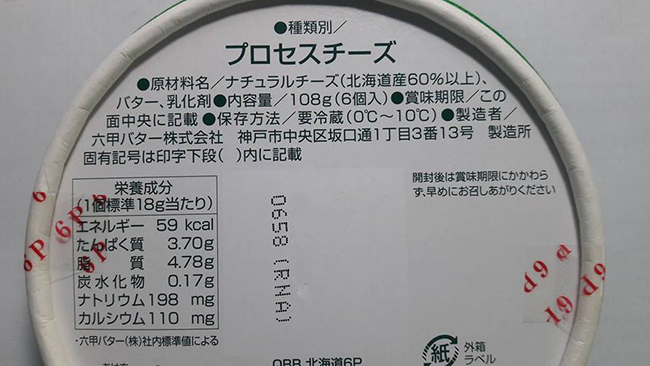 ●種類別／
プロセスチーズ
●原材料名／ナチュラルチーズ(北海道産60%以上)、
バター、乳化剤●内容量／108g(6個入)●賞味期限／この
面中央に記載●保存方法／要冷蔵(0℃〜10℃)●製造者／
六甲バター株式会社 神戸市中央区坂口通1丁目3番13号 製造所
固有記号は印字下段( )内に記載
栄養成分
(1個標準18g当たり)
エネルギー 59 kcal
たんぱく質 3.70g
脂 質 4.78g
炭水化物 0.17g
ナトリウム198 mg
カルシウム110 mg
・六甲バター(株)社内標準値による
0658 (RNA)
開封後は賞味期限にかかわら
ず、早めにお召しあがりください
6P 6P 6P
6P 6P 6P
QBB 北海道6P
紙
外箱
ラベル